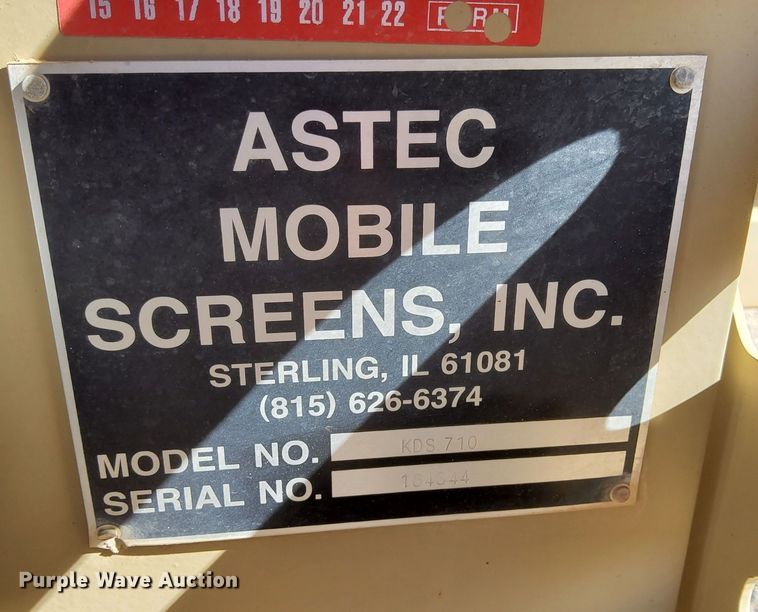 15 16 17 18 19 20 21 22
ASTEC
MOBILE
SCREENS, INC.
STERLING, IL 61081
(815) 626-6374
MODEL NO. KDS 710
SERIAL NO.
Purple Wave Auction